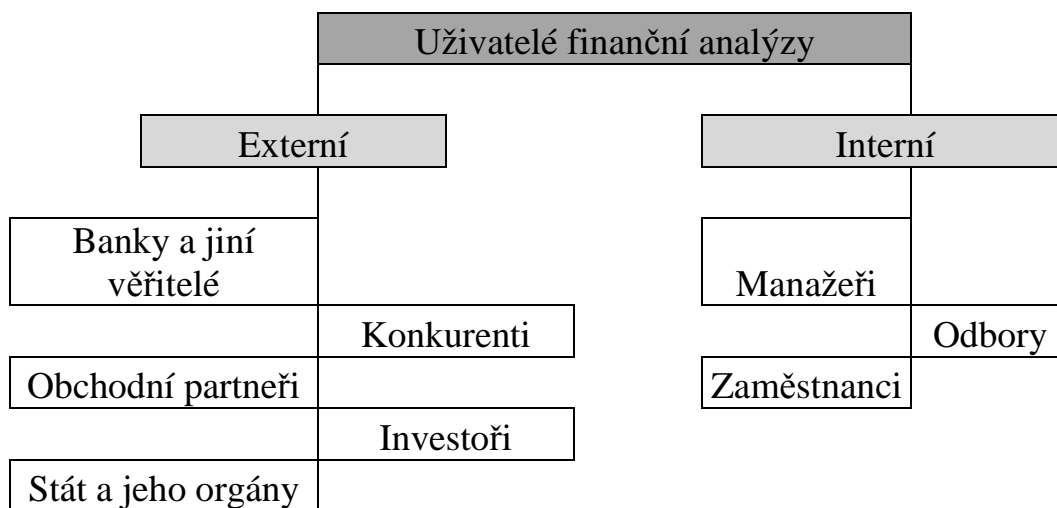 Uživatelé finanční analýzy
Externí
Interní
Banky a jiní
věřitelé
Manažeři
Konkurenti
Odbory
Obchodní partneři
Zaměstnanci
Investoři
Stát a jeho orgány